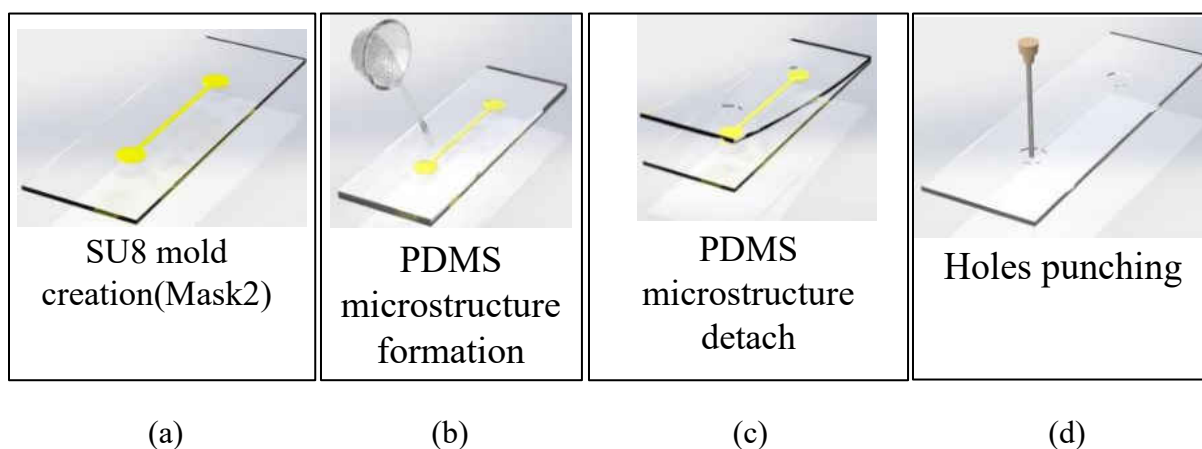 SU8 mold
creation(Mask2)
PDMS
microstructure
formation
PDMS
microstructure
detach
Holes punching
(a)
(b)
(c)
(d)